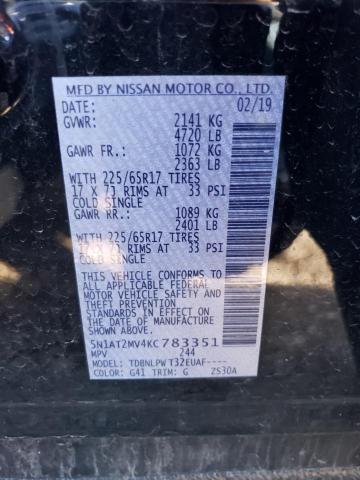 MFD BY NISSAN MOTOR CO., LTD.
DATE: 02/19
GVWR: 2141 KG
4720 LB
GAWR FR.: 1072 KG
2363 LB
WITH 225/65R17 TIRES
17 X 7J RIMS AT 33 PSI
COLD SINGLE
GAWR RR.: 1089 KG
2401 LB
WITH 225/65R17 TIRES
17 X 7J RIMS AT 33 PSI
COLD SINGLE
THIS VEHICLE CONFORMS TO
ALL APPLICABLE FEDERAL
MOTOR VEHICLE SAFETY
STANDARDS IN EFFECT ON
THE DATE OF MANUFACTURE
SHOWN ABOVE.
5N1AT2MV4KC783351
MPV 244
MODEL: TDBNLPW T32EUAF----
COLOR: G41 TRIM: G ZS30A